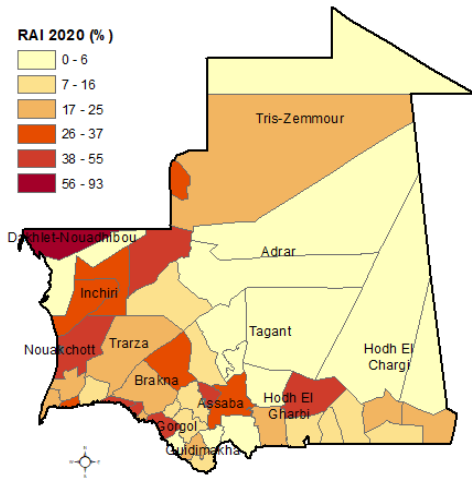 RAI 2020 (%)
0 - 6
7 - 16
17 - 25
26 - 37
38 - 55
56 - 93
Tris-Zemmour
Dakhlet-Nouadhibou
Adrar
Inchiri
Nouakchott
Trarza
Tagant
Hodh El
Chargi
Brakna
Assaba
Hodh El
Gharbi
Gorgol
Guidimakha